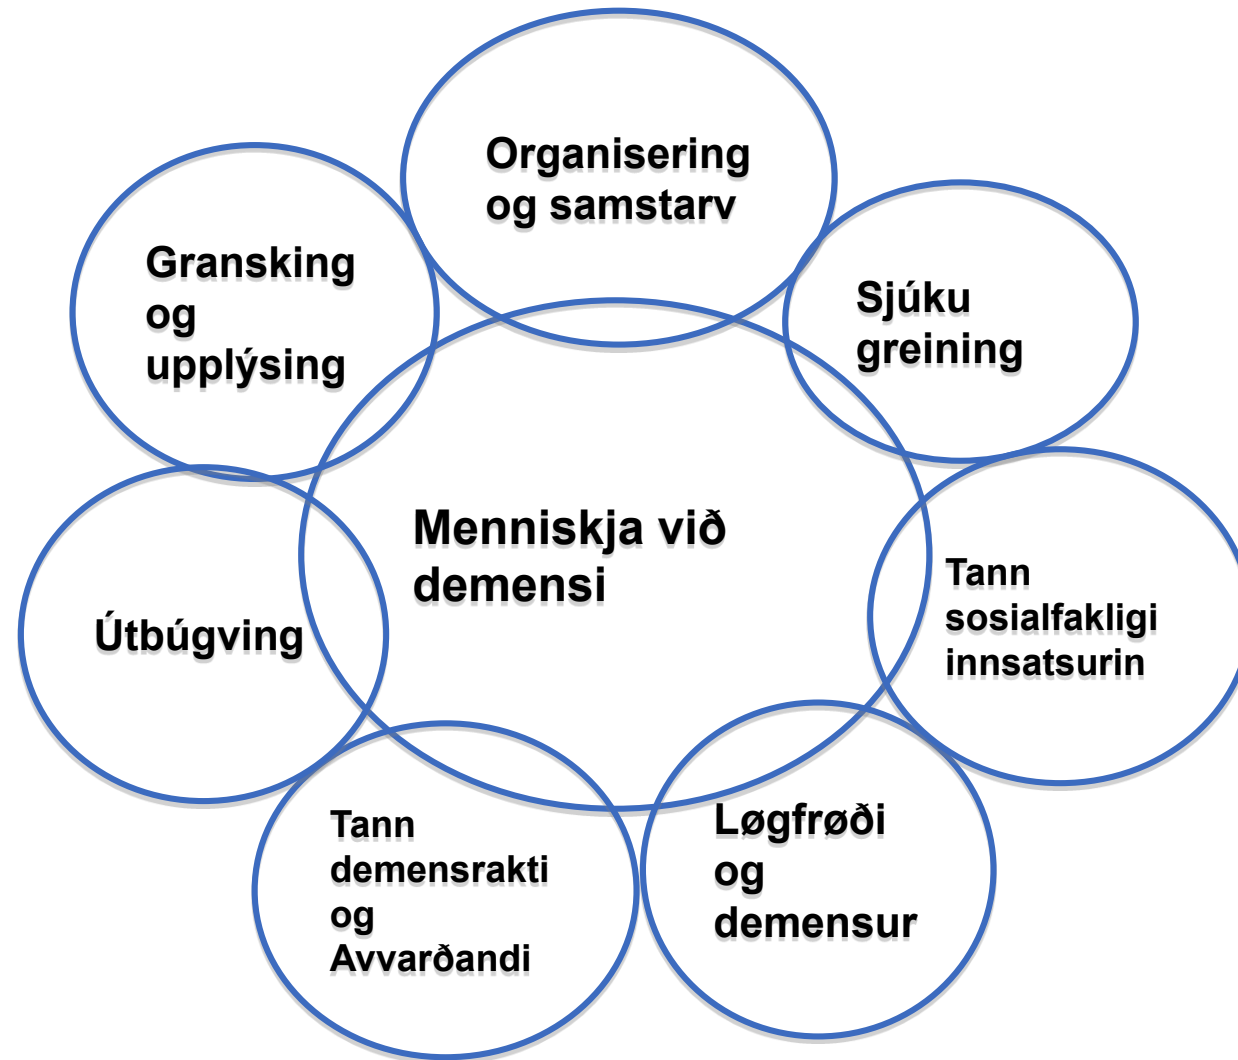 Organisering
og samstarv
Gransking
og
upplýsing
Sjúku
greining
Menniskja við
demensi
Tann
sosialfakligi
innsatsurin
Útbúgving
Tann
demensrakti
og
Avvarðandi
Løgfrøði
og
demensur